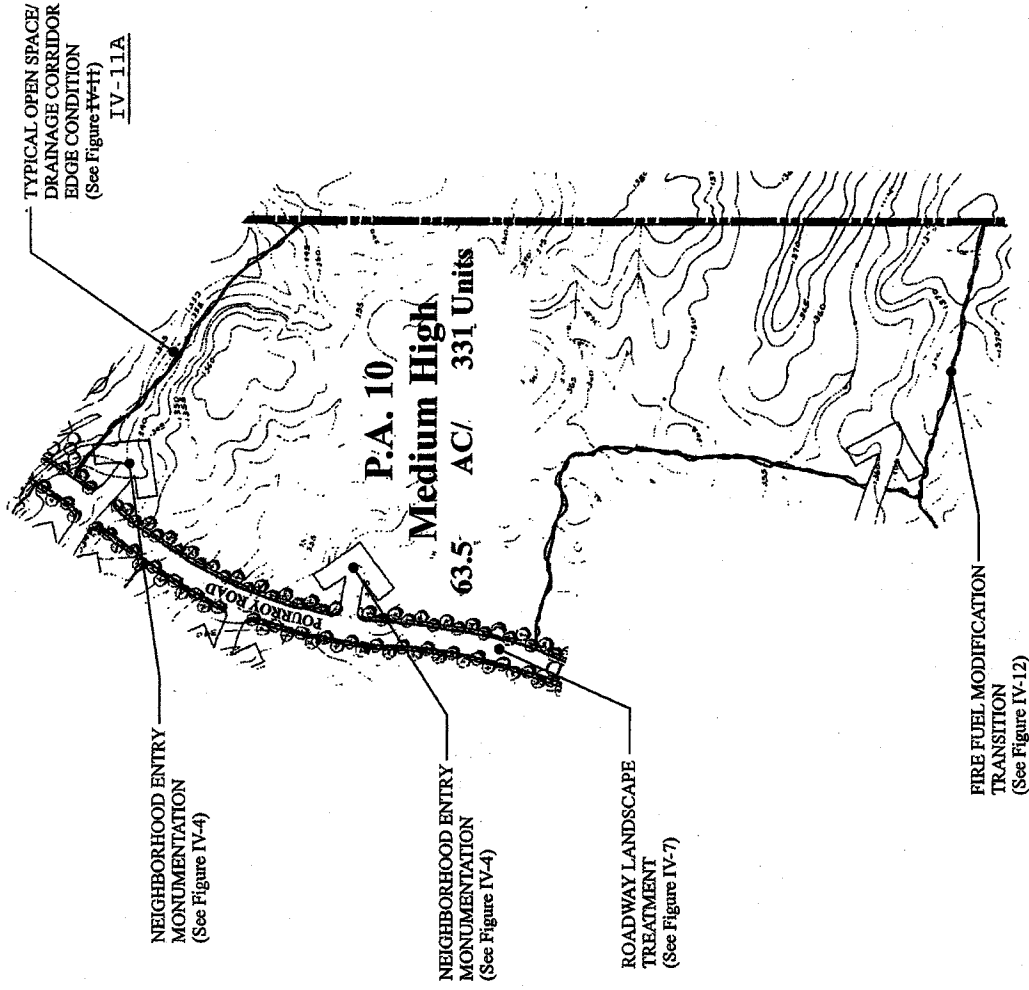 TYPICAL OPEN SPACE/
DRAINAGE CORRIDOR
EDGE CONDITION
(See Figure IV-11)
IV-11A
NEIGHBORHOOD ENTRY
MONUMENTATION
(See Figure IV-4)
NEIGHBORHOOD ENTRY
MONUMENTATION
(See Figure IV-4)
ROADWAY LANDSCAPE
TREATMENT
(See Figure IV-7)
POURROY ROAD
P.A. 10
Medium High
63.5 AC/ 331 Units
FIRE FUEL MODIFICATION
TRANSITION
(See Figure IV-12)